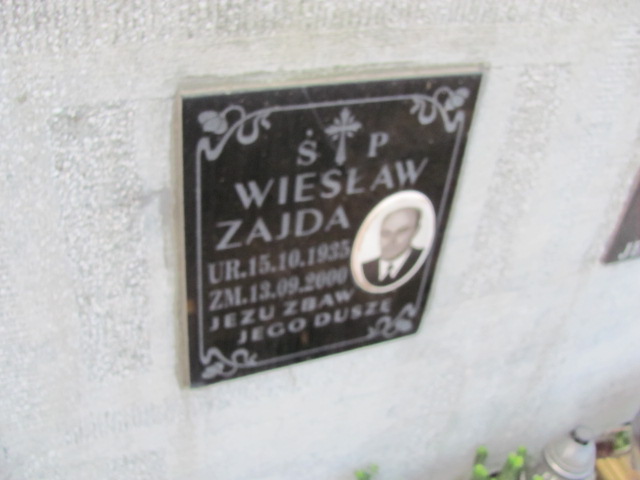 Ś P
WIESŁAW
ZAJDA
UR.15.10.1935
ZM.13.09.2000
JEZU ZBAW
JEGO DUSZĘ